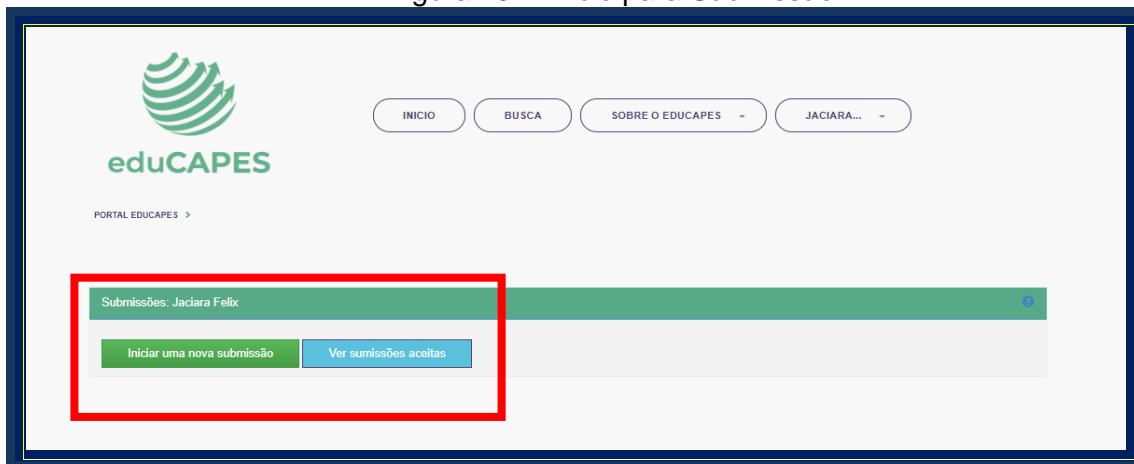 INICIO
BUSCA
SOBRE O EDUCAPES
JACIARA...
eduCAPES
PORTAL EDUCAPES >
Submissões: Jaciara Felix
?
Iniciar uma nova submissão
Ver sumissões aceitas